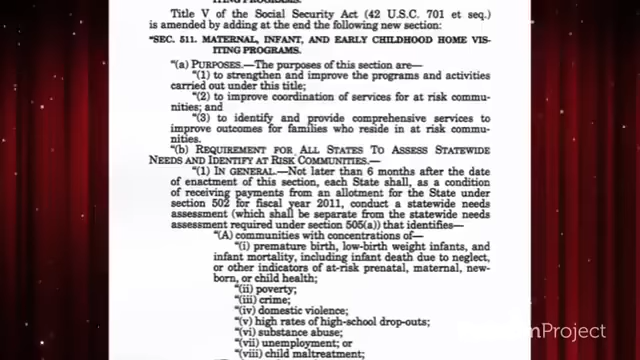 ITING PROGRAMS.
Title V of the Social Security Act (42 U.S.C. 701 et seq.)
is amended by adding at the end the following new section:
“SEC. 511. MATERNAL, INFANT, AND EARLY CHILDHOOD HOME VIS-
ITING PROGRAMS.
“(a) PURPOSES.—The purposes of this section are—
“(1) to strengthen and improve the programs and activities
carried out under this title;
“(2) to improve coordination of services for at risk commu-
nities; and
“(3) to identify and provide comprehensive services to
improve outcomes for families who reside in at risk commu-
nities.
“(b) REQUIREMENT FOR ALL STATES TO ASSESS STATEWIDE
NEEDS AND IDENTIFY AT RISK COMMUNITIES.—
“(1) IN GENERAL.—Not later than 6 months after the date
of enactment of this section, each State shall, as a condition
of receiving payments from an allotment for the State under
section 502 for fiscal year 2011, conduct a statewide needs
assessment (which shall be separate from the statewide needs
assessment required under section 505(a)) that identifies—
“(A) communities with concentrations of—
“(i) premature birth, low-birth weight infants, and
infant mortality, including infant death due to neglect,
or other indicators of at-risk prenatal, maternal, new-
born, or child health;
“(ii) poverty;
“(iii) crime;
“(iv) domestic violence;
“(v) high rates of high-school drop-outs;
“(vi) substance abuse;
“(vii) unemployment; or
“(viii) child maltreatment;
Project